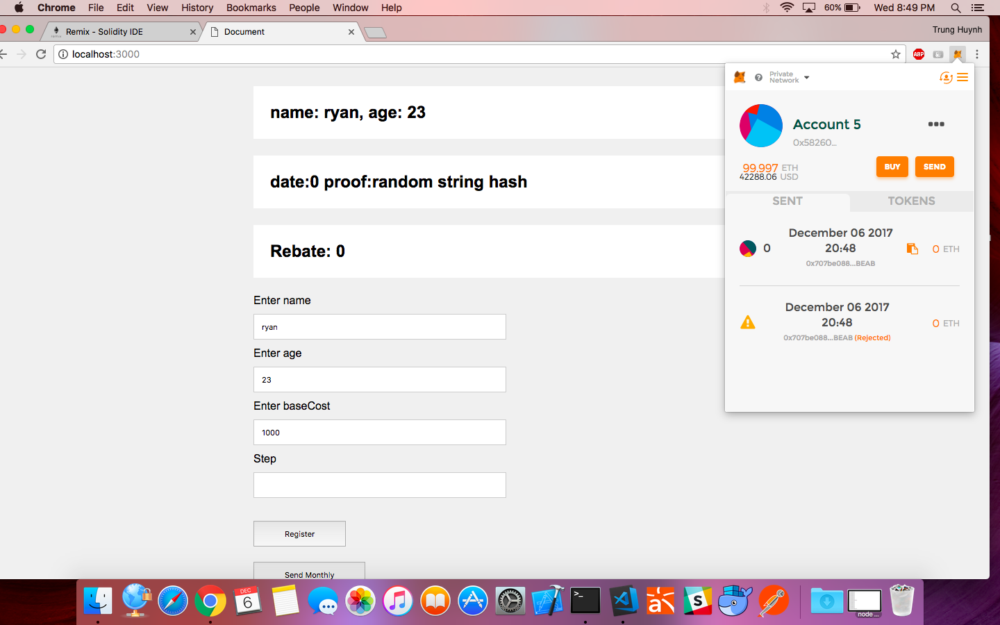 Chrome File Edit View History Bookmarks People Window Help 60% Wed 8:49 PM
Remix - Solidity IDE Document Trung Huynh
localhost:3000 ABP
Private
Network
name: ryan, age: 23
Account 5
0x58260...
99.997 ETH BUY SEND
42288.06 USD
date:0 proof:random string hash
SENT TOKENS
December 06 2017
0 20:48 0 ETH
0x707be088...BEAB
Rebate: 0
December 06 2017
20:48 0 ETH
0x707be088...BEAB (Rejected)
Enter name
ryan
Enter age
23
Enter baseCost
1000
Step
Register
Send Monthly
DEC
6
node ...